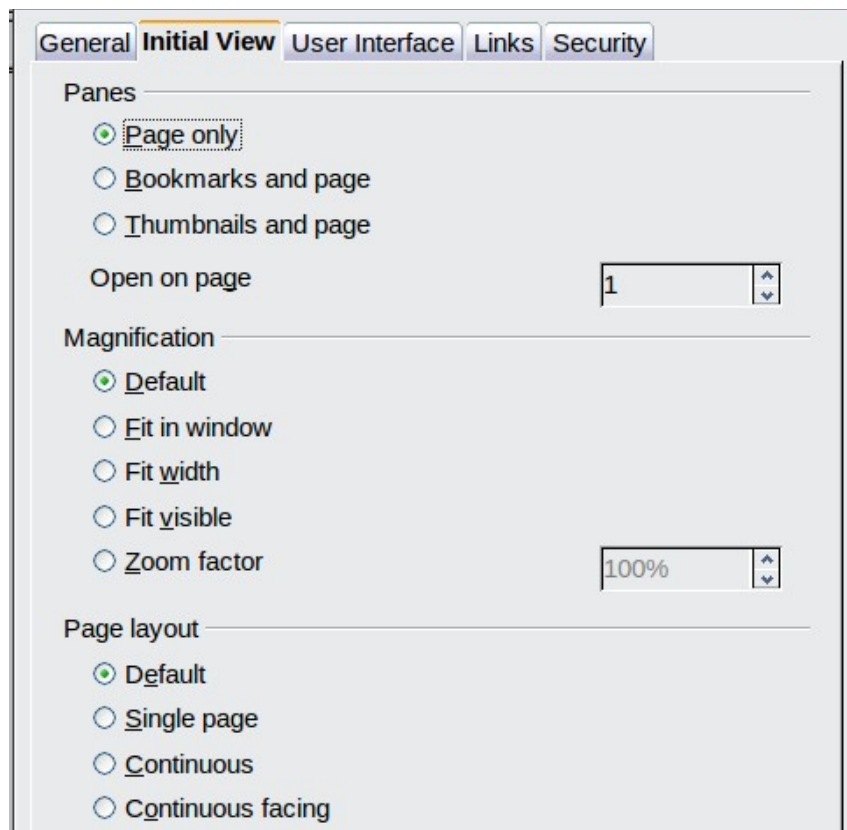 General Initial View User Interface Links Security
Panes
Page only
Bookmarks and page
Thumbnails and page
Open on page 1
Magnification
Default
Fit in window
Fit width
Fit visible
Zoom factor 100%
Page layout
Default
Single page
Continuous
Continuous facing